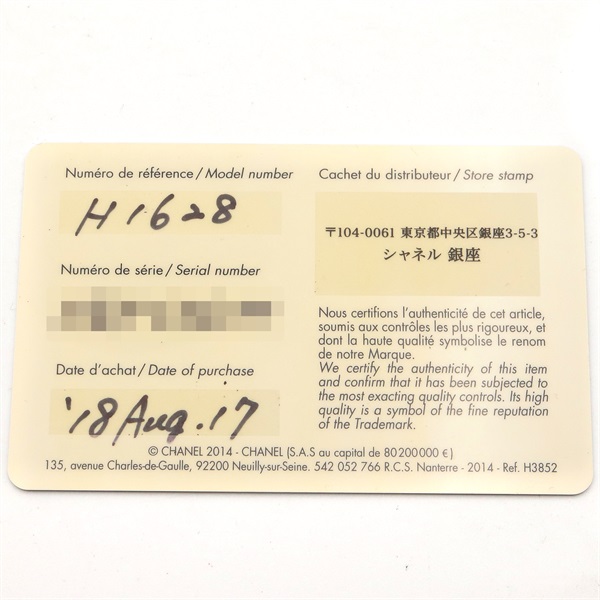 Numéro de référence / Model number
H1628
Numéro de série / Serial number
Date d'achat / Date of purchase
'18 Aug. 17
Cachet du distributeur / Store stamp
〒104-0061 東京都中央区銀座3-5-3
シャネル 銀座
Nous certifions l'authenticité de cet article,
soumis aux contrôles les plus rigoureux, et
dont la haute qualité symbolise le renom
de notre Marque.
We certify the authenticity of this item
and confirm that it has been subjected to
the most exacting quality controls. Its high
quality is a symbol of the fine reputation
of the Trademark.
© CHANEL 2014 - CHANEL (S.A.S au capital de 80200000 €)
135, avenue Charles-de-Gaulle, 92200 Neuilly-sur-Seine. 542 052 766 R.C.S. Nanterre - 2014 - Ref. H3852